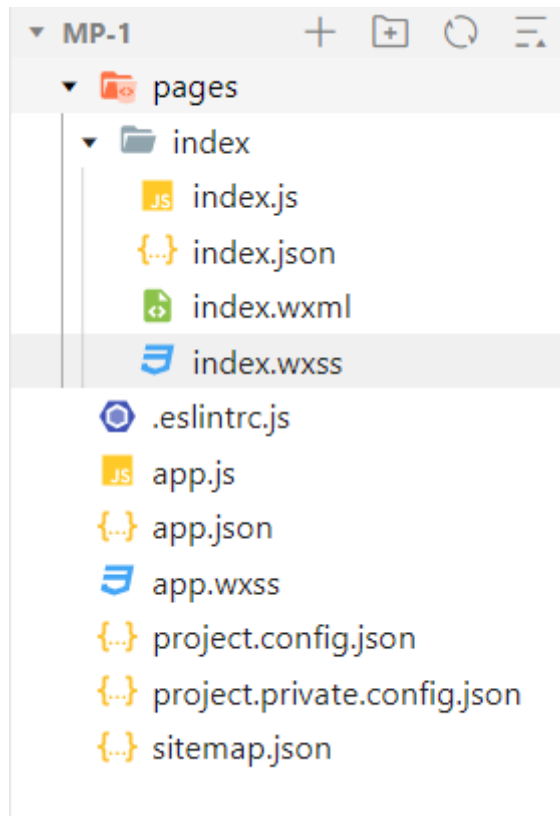 MP-1
pages
index
index.js
index.json
index.wxml
index.wxss
.eslintrc.js
app.js
app.json
app.wxss
project.config.json
project.private.config.json
sitemap.json